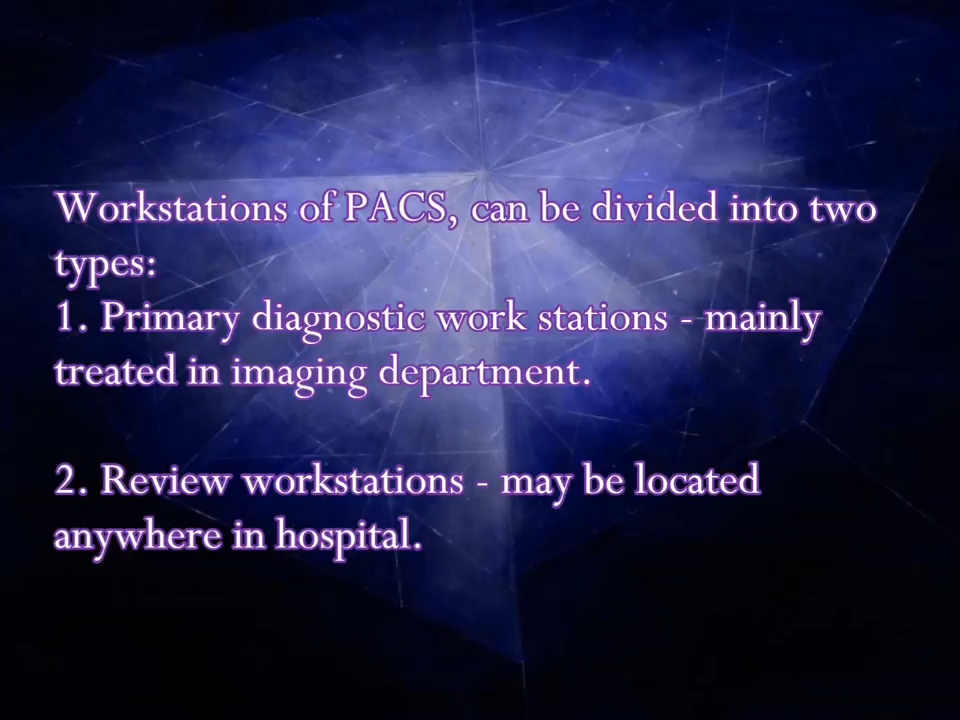 Workstations of PACS, can be divided into two
types:
1. Primary diagnostic work stations - mainly
treated in imaging department.
2. Review workstations - may be located
anywhere in hospital.